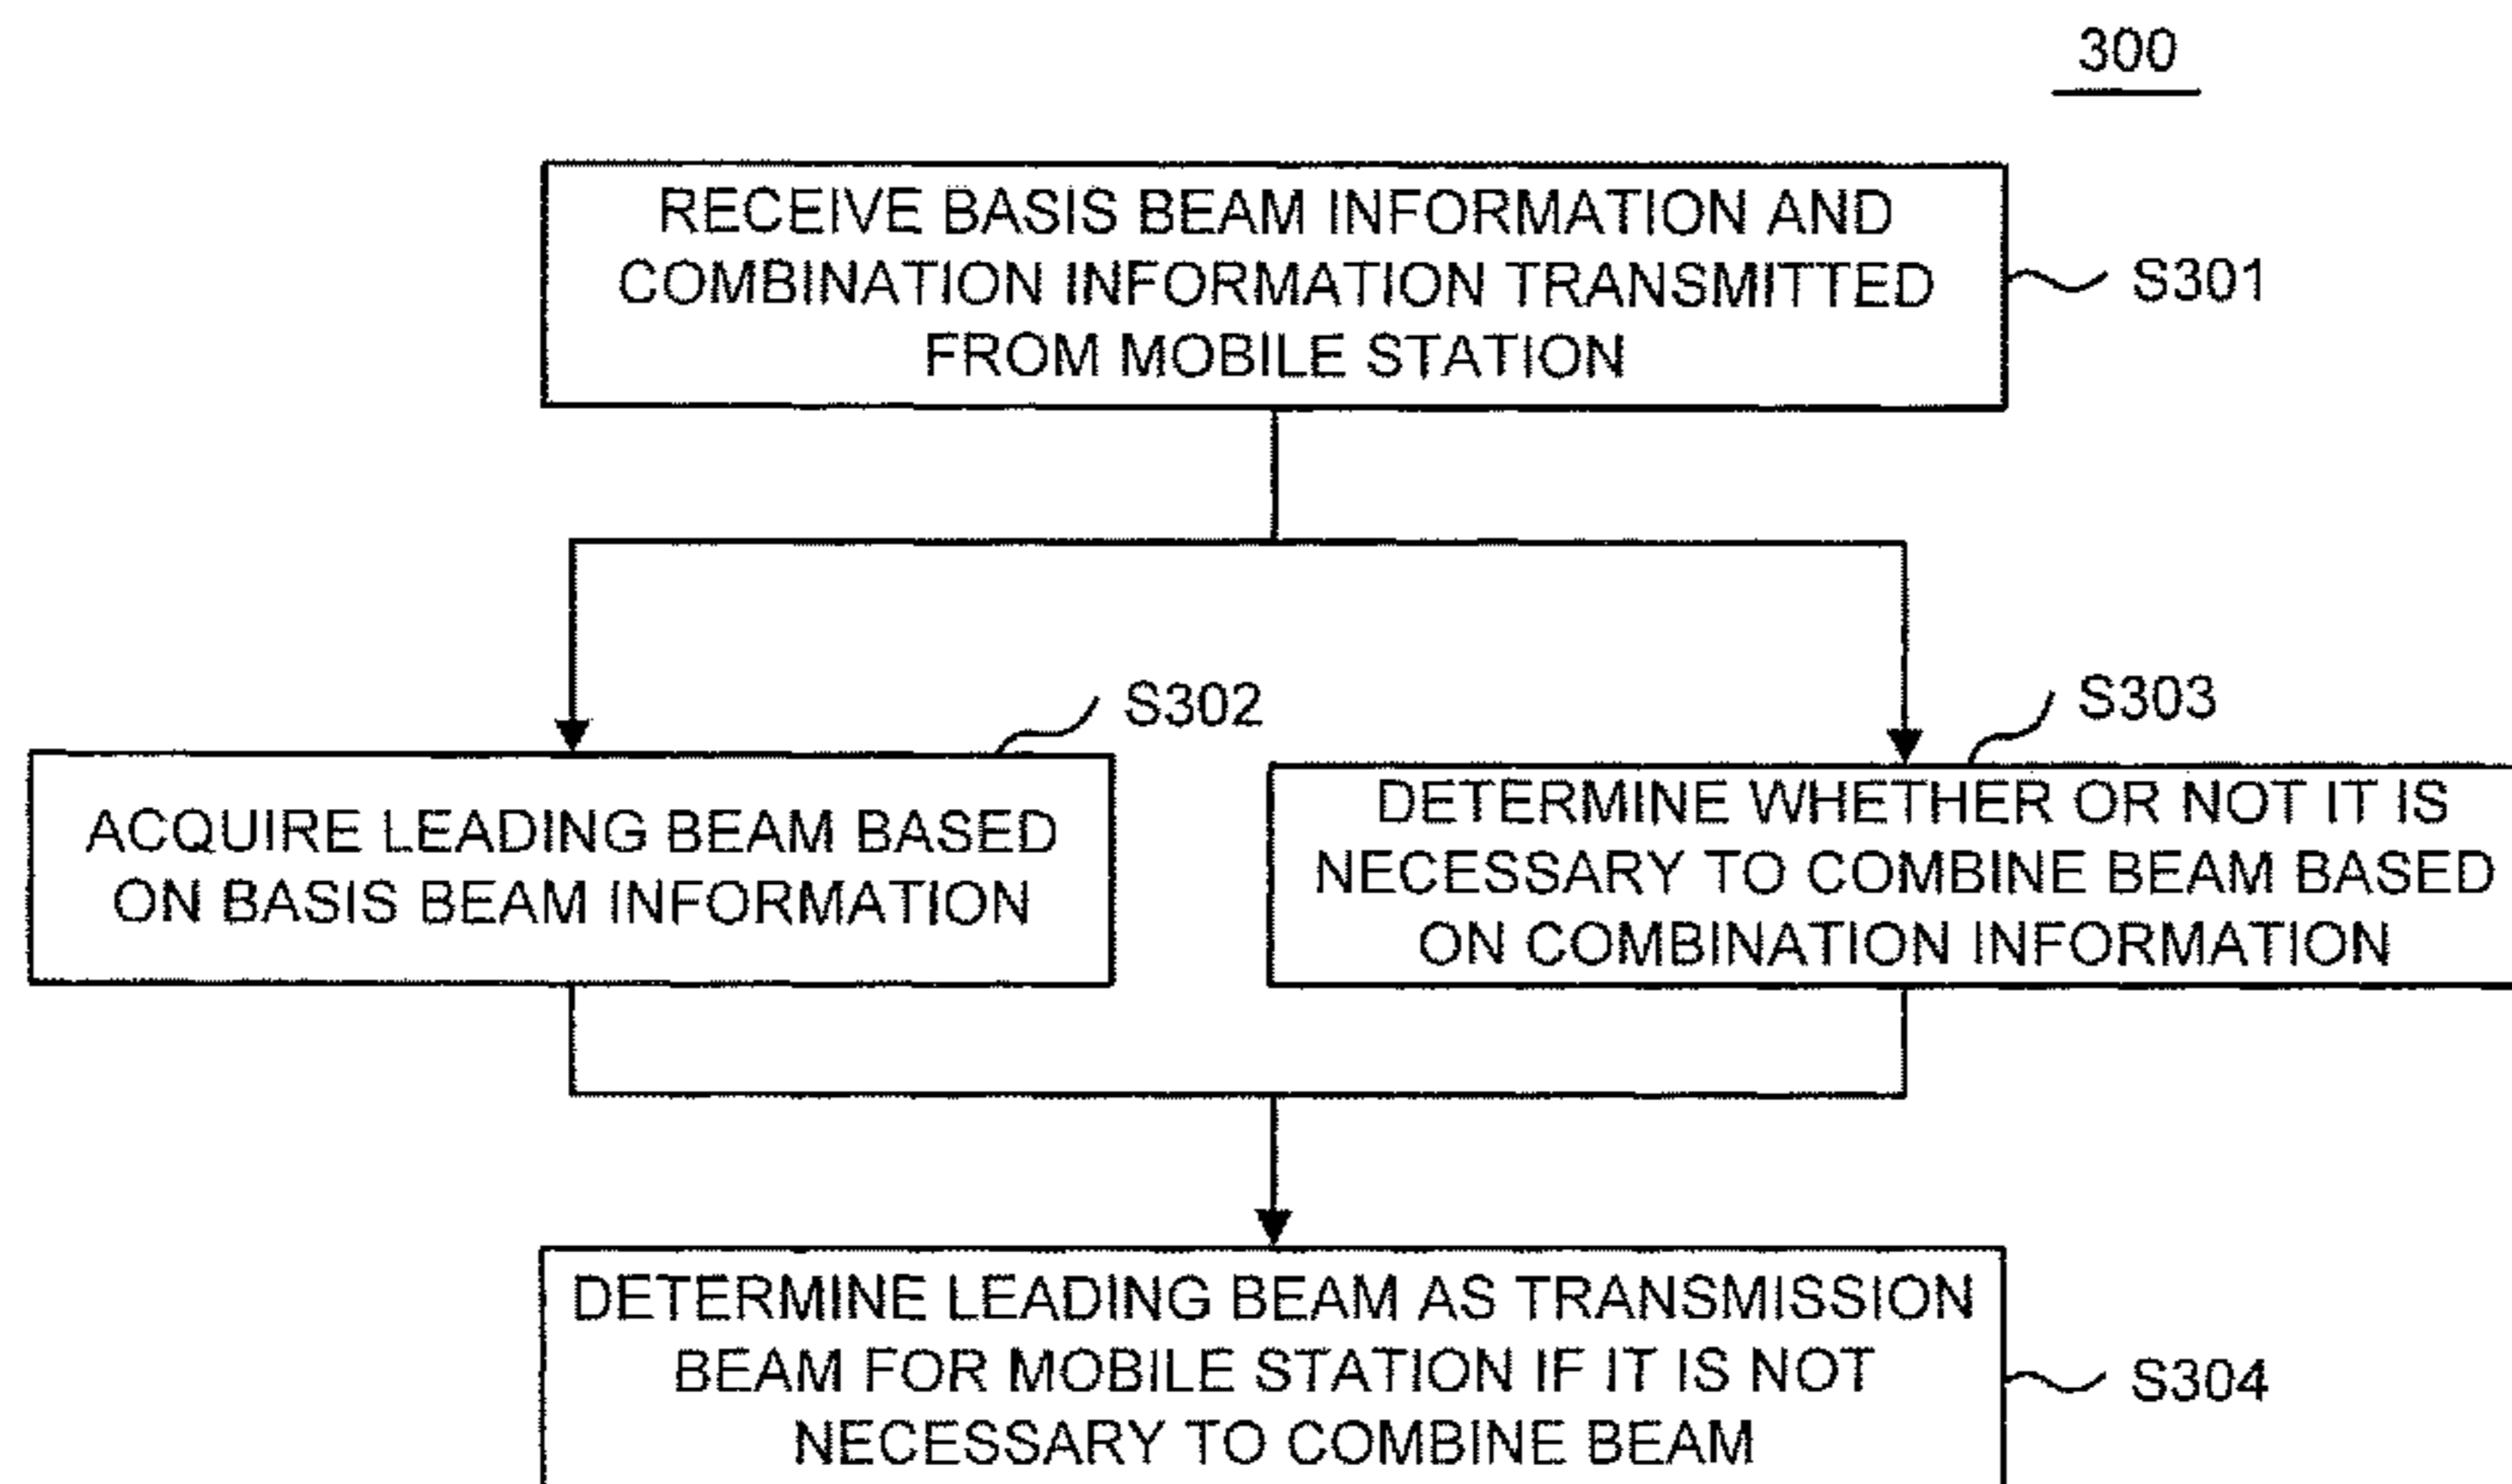 300
RECEIVE BASIS BEAM INFORMATION AND
COMBINATION INFORMATION TRANSMITTED
FROM MOBILE STATION
S301
S302
ACQUIRE LEADING BEAM BASED
ON BASIS BEAM INFORMATION
S303
DETERMINE WHETHER OR NOT IT IS
NECESSARY TO COMBINE BEAM BASED
ON COMBINATION INFORMATION
DETERMINE LEADING BEAM AS TRANSMISSION
BEAM FOR MOBILE STATION IF IT IS NOT
NECESSARY TO COMBINE BEAM
S304